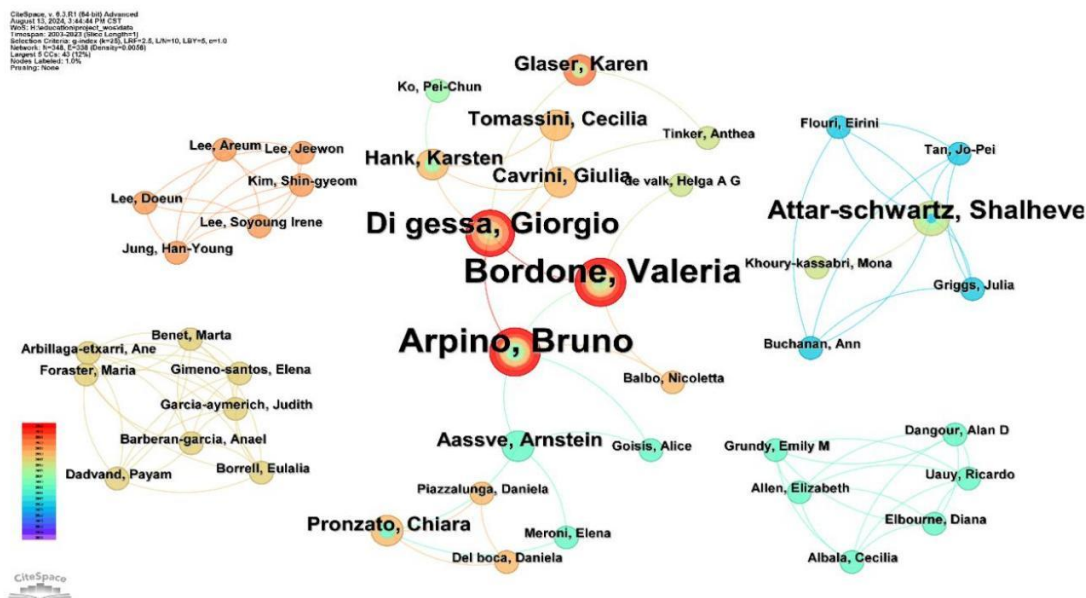 CiteSpace, v. 6.3.R1 (64-bit) Advanced
August 13, 2024, 3:44:44 PM CST
WoS: H:\education\project_wos\data
Timespan: 2003-2023 (Slice Length=1)
Selection Criteria: g-index (k=25), LRF=2.5, L/N=10, LBY=5, e=1.0
Network: N=348, E=338 (Density=0.0056)
Largest 5 CCs: 43 (12%)
Nodes Labeled: 1.0%
Pruning: None
Glaser, Karen
Ko, Pei-Chun
Tomassini, Cecilia
Tinker, Anthea
Hank, Karsten
Cavrini, Giulia
de valk, Helga A G
Di gessa, Giorgio
Bordone, Valeria
Arpino, Bruno
Balbo, Nicoletta
Aassve, Arnstein
Goisis, Alice
Piazzalunga, Daniela
Pronzato, Chiara
Meroni, Elena
Del boca, Daniela
Lee, Areum
Lee, Jeewon
Kim, Shin-gyeom
Lee, Doeun
Lee, Soyoung Irene
Jung, Han-Young
Benet, Marta
Arbillaga-etxarri, Ane
Foraster, Maria
Gimeno-santos, Elena
Garcia-aymerich, Judith
Barberan-garcia, Anael
Dadvand, Payam
Borrell, Eulalia
Flouri, Eirini
Tan, Jo-Pei
Attar-schwartz, Shalheve
Khoury-kassabri, Mona
Griggs, Julia
Buchanan, Ann
Dangour, Alan D
Grundy, Emily M
Uauy, Ricardo
Allen, Elizabeth
Elbourne, Diana
Albala, Cecilia
CiteSpace